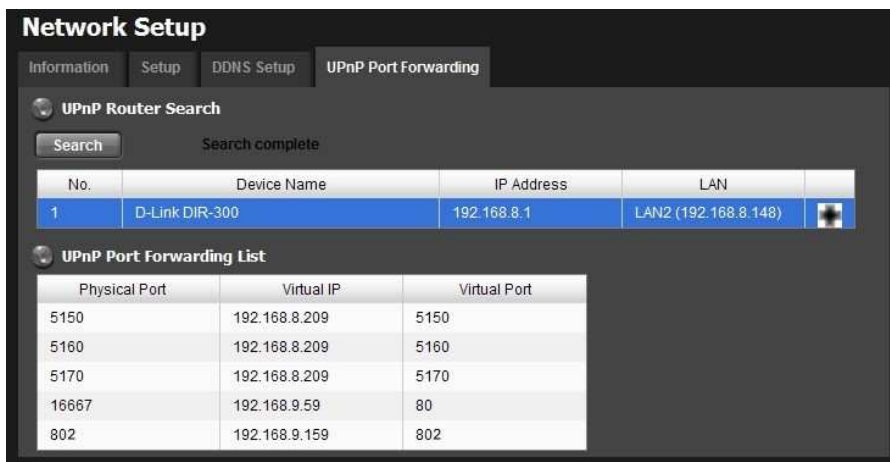 Network Setup
Information Setup DDNS Setup UPnP Port Forwarding
UPnP Router Search
Search Search complete
No. Device Name IP Address LAN
1 D-Link DIR-300 192.168.8.1 LAN2 (192.168.8.148)
UPnP Port Forwarding List
Physical Port Virtual IP Virtual Port
5150 192.168.8.209 5150
5160 192.168.8.209 5160
5170 192.168.8.209 5170
16667 192.168.9.59 80
802 192.168.9.159 802